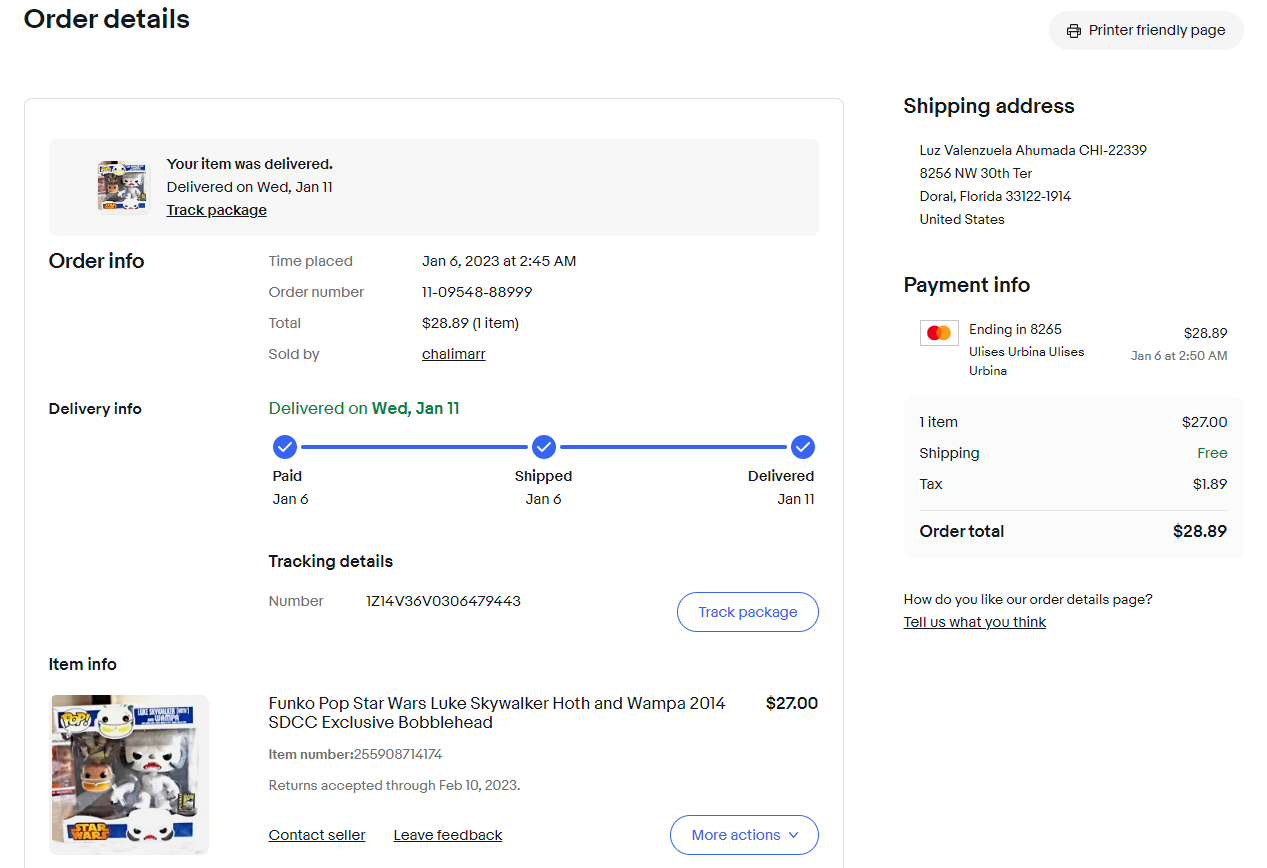 Order details
Printer friendly page
Your item was delivered.
Delivered on Wed, Jan 11
Track package
Order info
Time placed Jan 6, 2023 at 2:45 AM
Order number 11-09548-88999
Total $28.89 (1 item)
Sold by chalimarr
Delivery info
Delivered on Wed, Jan 11
Paid Shipped Delivered
Jan 6 Jan 6 Jan 11
Tracking details
Number 1Z14V36V0306479443
Track package
Item info
POP!
LUKE SKYWALKER [HOTH]
AND WAMPA
STAR
WARS
Funko Pop Star Wars Luke Skywalker Hoth and Wampa 2014
SDCC Exclusive Bobblehead
$27.00
Item number:255908714174
Returns accepted through Feb 10, 2023.
Contact seller Leave feedback
More actions
Shipping address
Luz Valenzuela Ahumada CHI-22339
8256 NW 30th Ter
Doral, Florida 33122-1914
United States
Payment info
Ending in 8265 $28.89
Ulises Urbina Ulises
Urbina
Jan 6 at 2:50 AM
1 item $27.00
Shipping Free
Tax $1.89
Order total $28.89
How do you like our order details page?
Tell us what you think